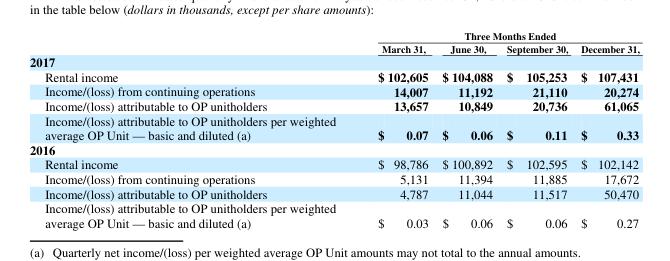 in the table below (dollars in thousands, except per share amounts):
Three Months Ended
March 31, June 30, September 30, December 31,
2017
Rental income $ 102,605 $ 104,088 $ 105,253 $ 107,431
Income/(loss) from continuing operations 14,007 11,192 21,110 20,274
Income/(loss) attributable to OP unitholders 13,657 10,849 20,736 61,065
Income/(loss) attributable to OP unitholders per weighted
average OP Unit — basic and diluted (a) $ 0.07 $ 0.06 $ 0.11 $ 0.33
2016
Rental income $ 98,786 $ 100,892 $ 102,595 $ 102,142
Income/(loss) from continuing operations 5,131 11,394 11,885 17,672
Income/(loss) attributable to OP unitholders 4,787 11,044 11,517 50,470
Income/(loss) attributable to OP unitholders per weighted
average OP Unit — basic and diluted (a) $ 0.03 $ 0.06 $ 0.06 $ 0.27
(a) Quarterly net income/(loss) per weighted average OP Unit amounts may not total to the annual amounts.